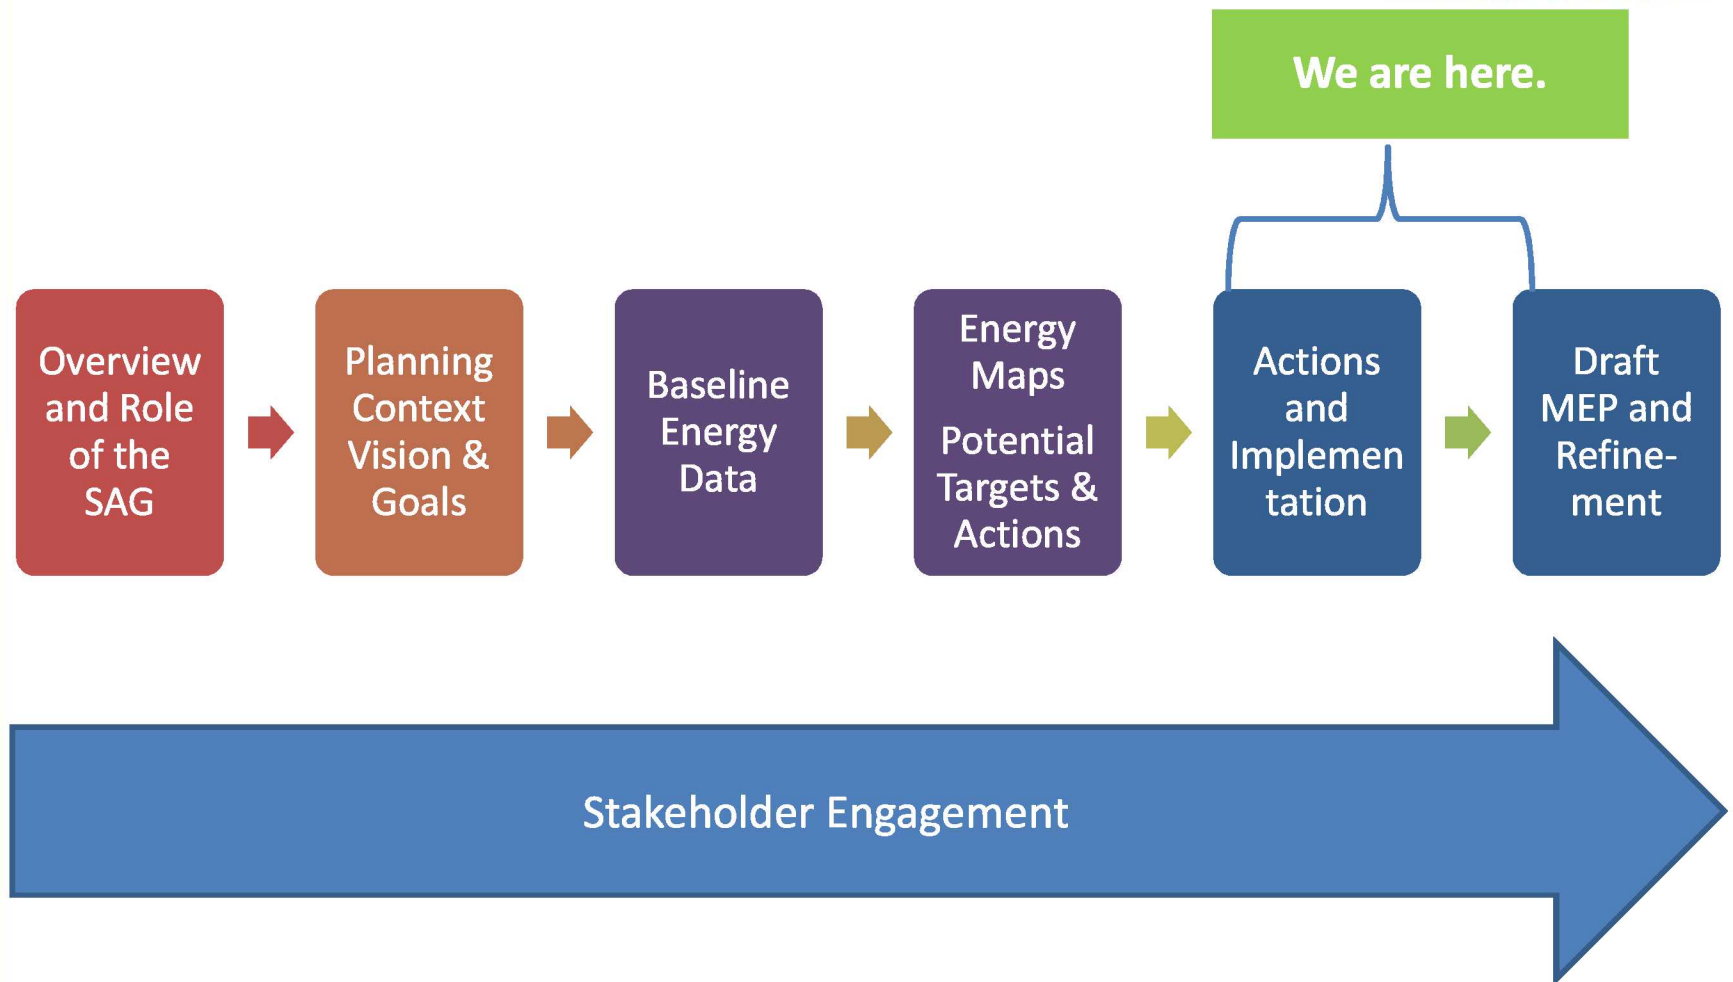 We are here.
Overview
and Role
of the
SAG
Planning
Context
Vision &
Goals
Baseline
Energy
Data
Energy
Maps
Potential
Targets &
Actions
Actions
and
Implemen
tation
Draft
MEP and
Refine-
ment
Stakeholder Engagement